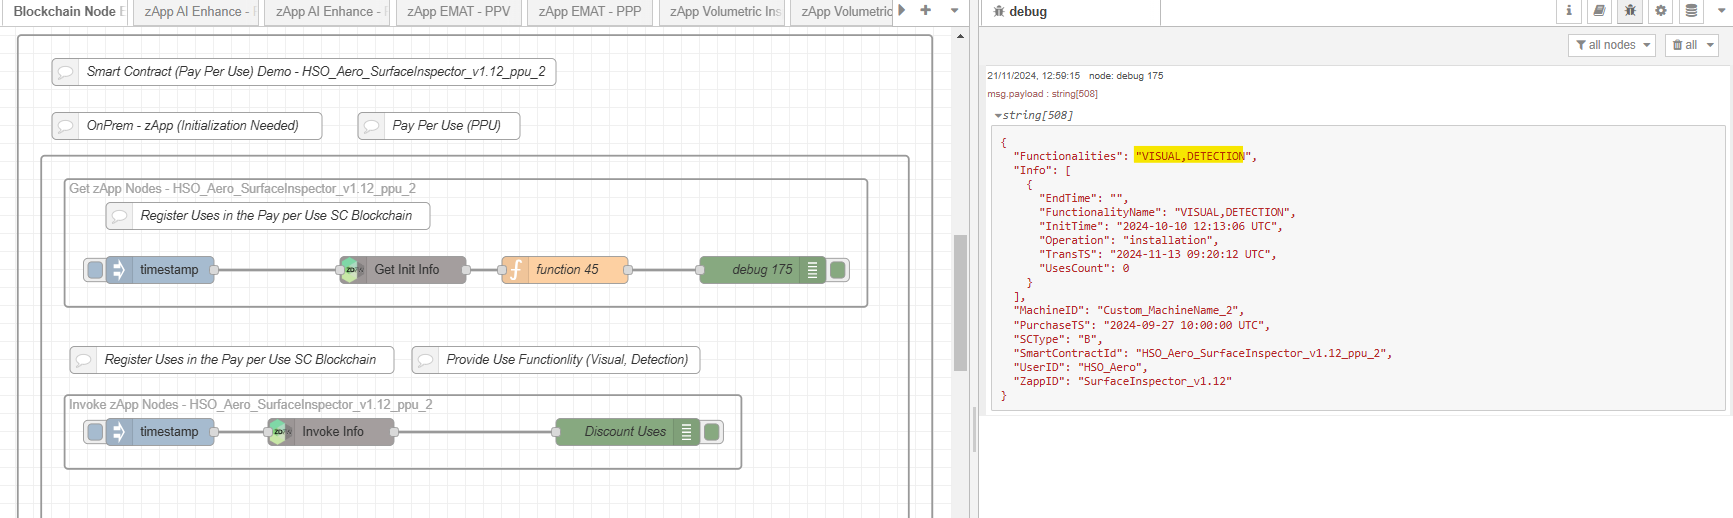 Blockchain Node E
zApp AI Enhance -
zApp AI Enhance -
zApp EMAT - PPV
zApp EMAT - PPP
zApp Volumetric Ins
zApp Volumetric
debug
all nodes
all
Smart Contract (Pay Per Use) Demo - HSO_Aero_SurfaceInspector_v1.12_ppu_2
OnPrem - zApp (Initialization Needed)
Pay Per Use (PPU)
Get zApp Nodes - HSO_Aero_SurfaceInspector_v1.12_ppu_2
Register Uses in the Pay per Use SC Blockchain
timestamp
Get Init Info
function 45
debug 175
Register Uses in the Pay per Use SC Blockchain
Provide Use Functionlity (Visual, Detection)
Invoke zApp Nodes - HSO_Aero_SurfaceInspector_v1.12_ppu_2
timestamp
Invoke Info
Discount Uses
21/11/2024, 12:59:15 node: debug 175
msg.payload : string[508]
string[508]
{
"Functionalities": "VISUAL,DETECTION",
"Info": [
{
"EndTime": "",
"FunctionalityName": "VISUAL,DETECTION",
"InitTime": "2024-10-10 12:13:06 UTC",
"Operation": "installation",
"TransTS": "2024-11-13 09:20:12 UTC",
"UsesCount": 0
}
],
"MachineID": "Custom_MachineName_2",
"PurchaseTS": "2024-09-27 10:00:00 UTC",
"SCType": "B",
"SmartContractId": "HSO_Aero_SurfaceInspector_v1.12_ppu_2",
"UserID": "HSO_Aero",
"ZappID": "SurfaceInspector_v1.12"
}